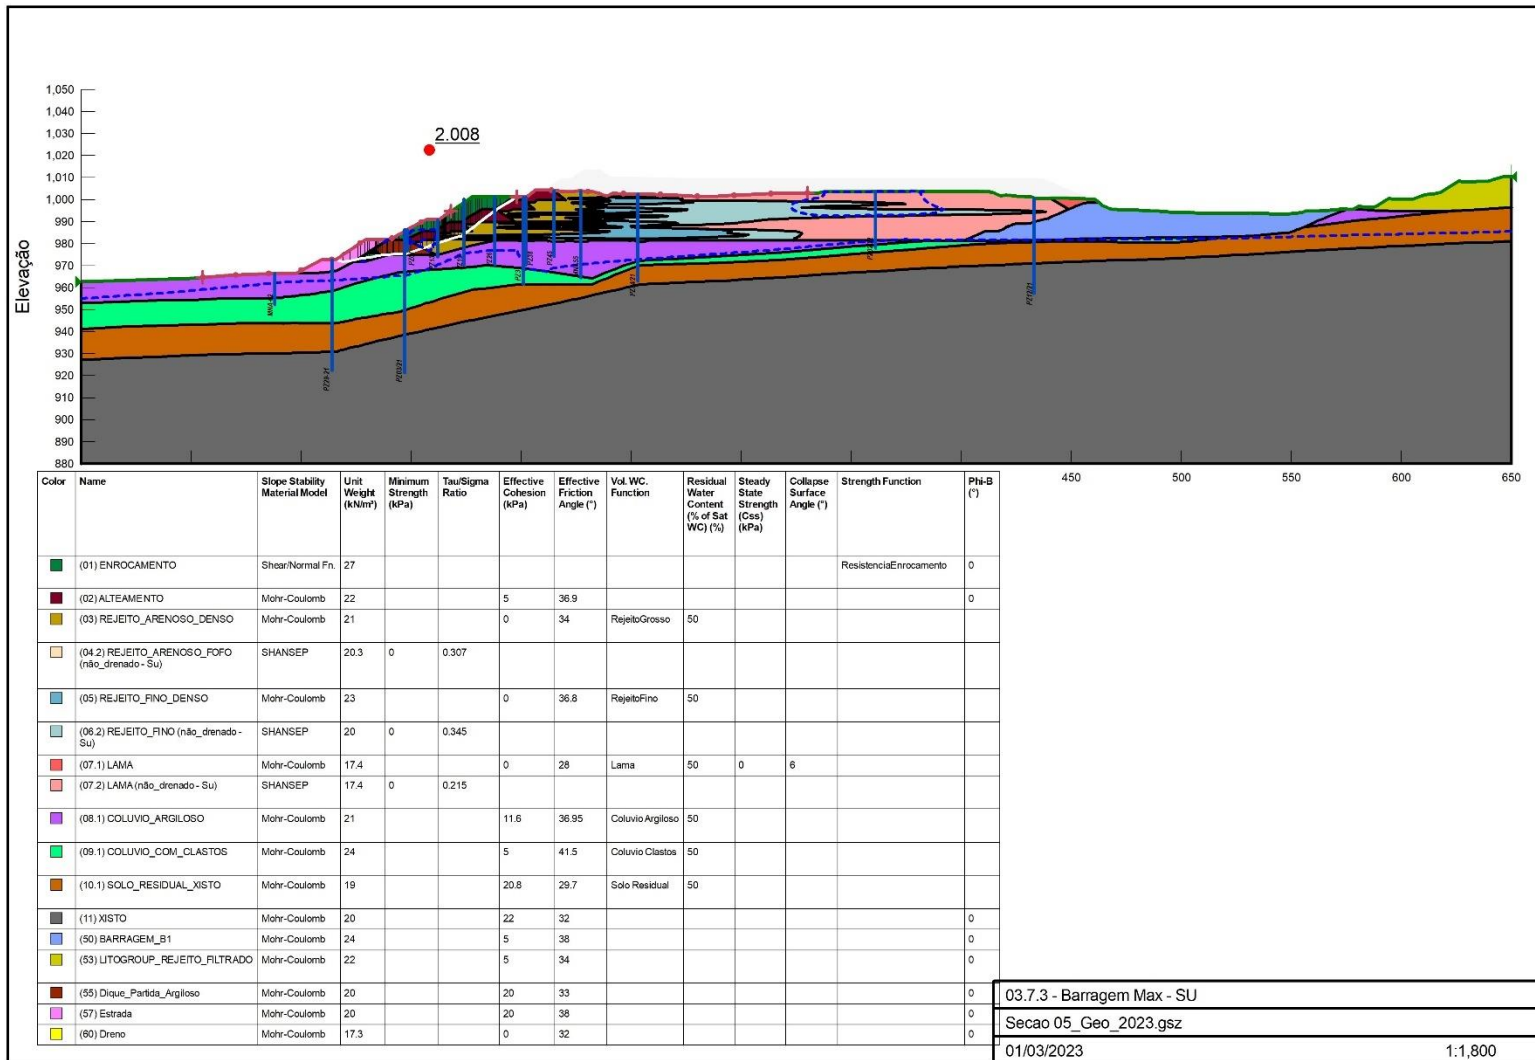 2.008
1,050
1,040
1,030
1,020
1,010
1,000
990
980
970
960
950
940
930
920
910
900
890
880
Elevação
PZ03/21
PZ12/21
450 500 550 600 650
Color Name Slope Stability Material Model Unit Weight (kN/m³) Minimum Strength (kPa) Tau/Sigma Ratio Effective Cohesion (kPa) Effective Friction Angle (°) Vol. WC. Function Residual Water Content (% of Sat WC) (%) Steady State Strength (Css) (kPa) Collapse Surface Angle (°) Strength Function Phi-B (°)
(01) ENROCAMENTO Shear/Normal Fn. 27 ResistenciaEnrocamento 0
(02) ALTEAMENTO Mohr-Coulomb 22 5 36.9 0
(03) REJEITO_ARENOSO_DENSO Mohr-Coulomb 21 0 34 RejeitoGrosso 50
(04.2) REJEITO_ARENOSO_FOFO (não_drenado - Su) SHANSEP 20.3 0 0.307
(05) REJEITO_FINO_DENSO Mohr-Coulomb 23 0 36.8 RejeitoFino 50
(06.2) REJEITO_FINO (não_drenado - Su) SHANSEP 20 0 0.345
(07.1) LAMA Mohr-Coulomb 17.4 0 28 Lama 50 0 6
(07.2) LAMA (não_drenado - Su) SHANSEP 17.4 0 0.215
(08.1) COLUVIO_ARGILOSO Mohr-Coulomb 21 11.6 36.95 Coluvio Argiloso 50
(09.1) COLUVIO_COM_CLASTOS Mohr-Coulomb 24 5 41.5 Coluvio Clastos 50
(10.1) SOLO_RESIDUAL_XISTO Mohr-Coulomb 19 20.8 29.7 Solo Residual 50
(11) XISTO Mohr-Coulomb 20 22 32 0
(50) BARRAGEM_B1 Mohr-Coulomb 24 5 38 0
(53) LITOGROUP_REJEITO_FILTRADO Mohr-Coulomb 22 5 34 0
(55) Dique_Partida_Argiloso Mohr-Coulomb 20 20 33 0
(57) Estrada Mohr-Coulomb 20 20 38 0
(60) Dreno Mohr-Coulomb 17.3 0 32 0
03.7.3 - Barragem Max - SU
Secao 05_Geo_2023.gsz
01/03/2023 1:1,800